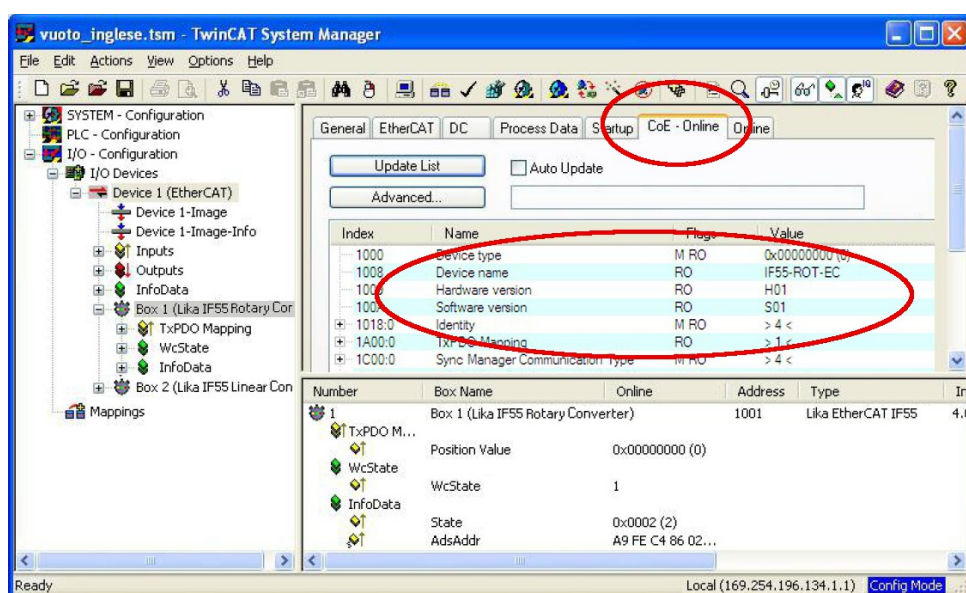 vuoto_inglese.tsm - TwinCAT System Manager
File Edit Actions View Options Help
SYSTEM - Configuration
PLC - Configuration
I/O - Configuration
I/O Devices
Device 1 (EtherCAT)
Device 1-Image
Device 1-Image-Info
Inputs
Outputs
InfoData
Box 1 (Lika IF55 Rotary Con
TxPDO Mapping
WcState
InfoData
Box 2 (Lika IF55 Linear Con
Mappings
General EtherCAT DC Process Data Startup CoE - Online Online
Update List Auto Update
Advanced...
Index Name Flags Value
1000 Device type M RO 0x00000000 (0)
1008 Device name RO IF55-ROT-EC
1009 Hardware version RO H01
100A Software version RO S01
1018:0 Identity M RO > 4 <
1A00:0 TxPDO Mapping RO > 1 <
1C00:0 Sync Manager Communication Type M RO > 4 <
Number Box Name Online Address Type In
1 Box 1 (Lika IF55 Rotary Converter) 1001 Lika EtherCAT IF55 4.0
TxPDO M...
Position Value 0x00000000 (0)
WcState
WcState 1
InfoData
State 0x0002 (2)
AdsAddr A9 FE C4 86 02...
Ready Local (169.254.196.134.1.1) Config Mode